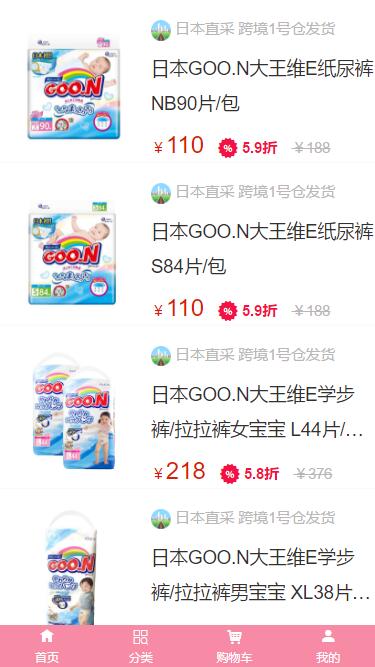 日本直采 跨境1号仓发货
日本GOO.N大王维E纸尿裤
NB90片/包
¥ 110 % 5.9折 ¥188
GOO.N
90
日本直采 跨境1号仓发货
日本GOO.N大王维E纸尿裤
S84片/包
¥ 110 % 5.9折 ¥188
GOO.N
S 84
日本直采 跨境1号仓发货
日本GOO.N大王维E学步
裤/拉拉裤女宝宝 L44片/...
¥ 218 % 5.8折 ¥376
GOO.N
日本直采 跨境1号仓发货
日本GOO.N大王维E学步
裤/拉拉裤男宝宝 XL38片...
GOO.N
首页 分类 购物车 我的